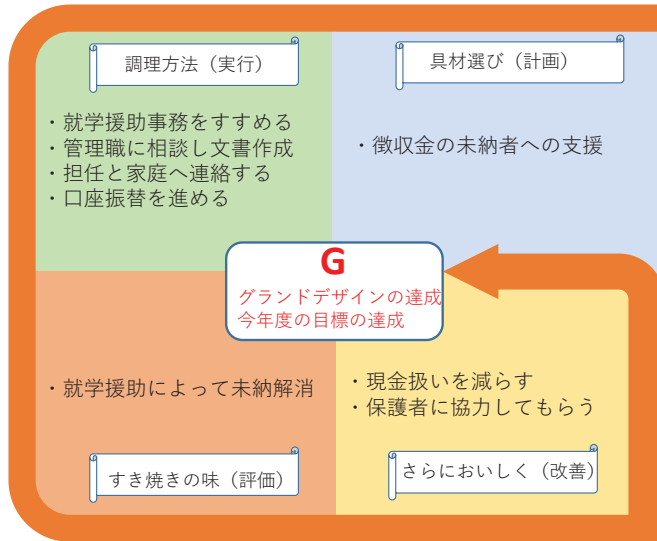 調理方法（実行）
・就学援助事務をすすめる
・管理職に相談し文書作成
・担任と家庭へ連絡する
・口座振替を進める
具材選び（計画）
・徴収金の未納者への支援
G
グランドデザインの達成
今年度の目標の達成
・就学援助によって未納解消
すき焼きの味（評価）
・現金扱いを減らす
・保護者に協力してもらう
さらにおいしく（改善）